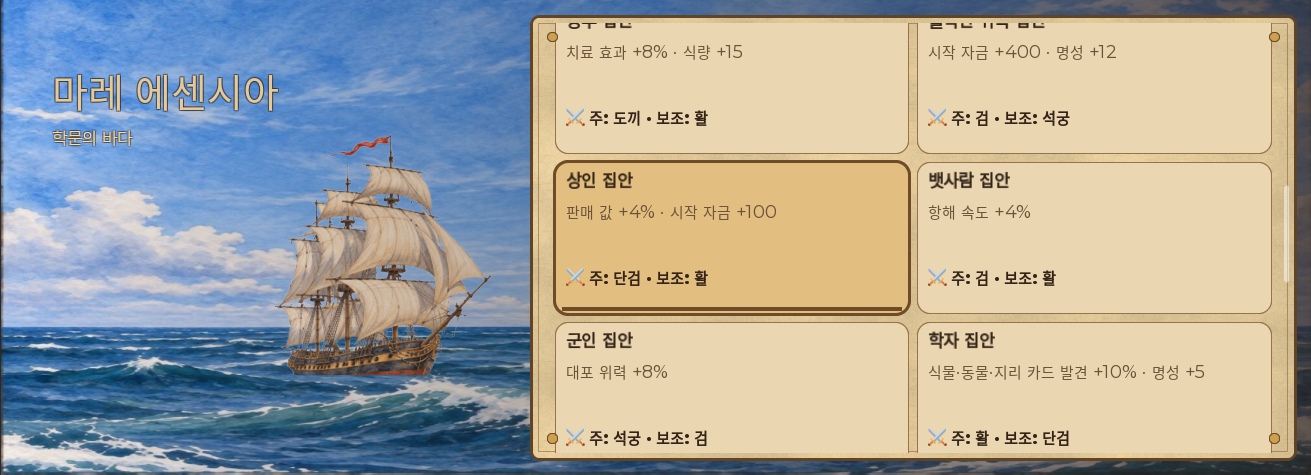 마레 에센시아
학문의 바다
치료 효과 +8% · 식량 +15
⚔️ 주: 도끼 • 보조: 활
시작 자금 +400 · 명성 +12
⚔️ 주: 검 • 보조: 석궁
상인 집안
판매 값 +4% · 시작 자금 +100
⚔️ 주: 단검 • 보조: 활
뱃사람 집안
항해 속도 +4%
⚔️ 주: 검 • 보조: 활
군인 집안
대포 위력 +8%
⚔️ 주: 석궁 • 보조: 검
학자 집안
식물·동물·지리 카드 발견 +10% · 명성 +5
⚔️ 주: 활 • 보조: 단검